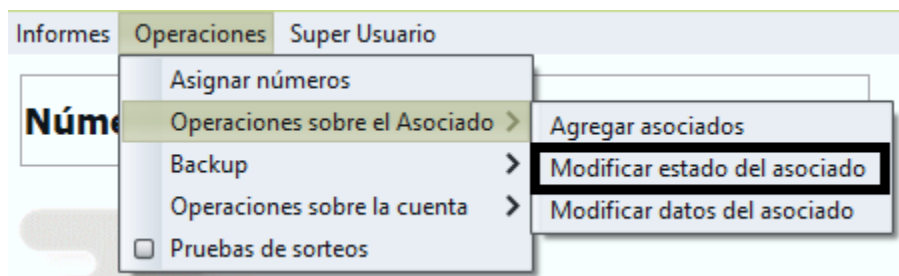 Informes Operaciones Super Usuario
Asignar números
Operaciones sobre el Asociado
Backup
Operaciones sobre la cuenta
Pruebas de sorteos
Agregar asociados
Modificar estado del asociado
Modificar datos del asociado